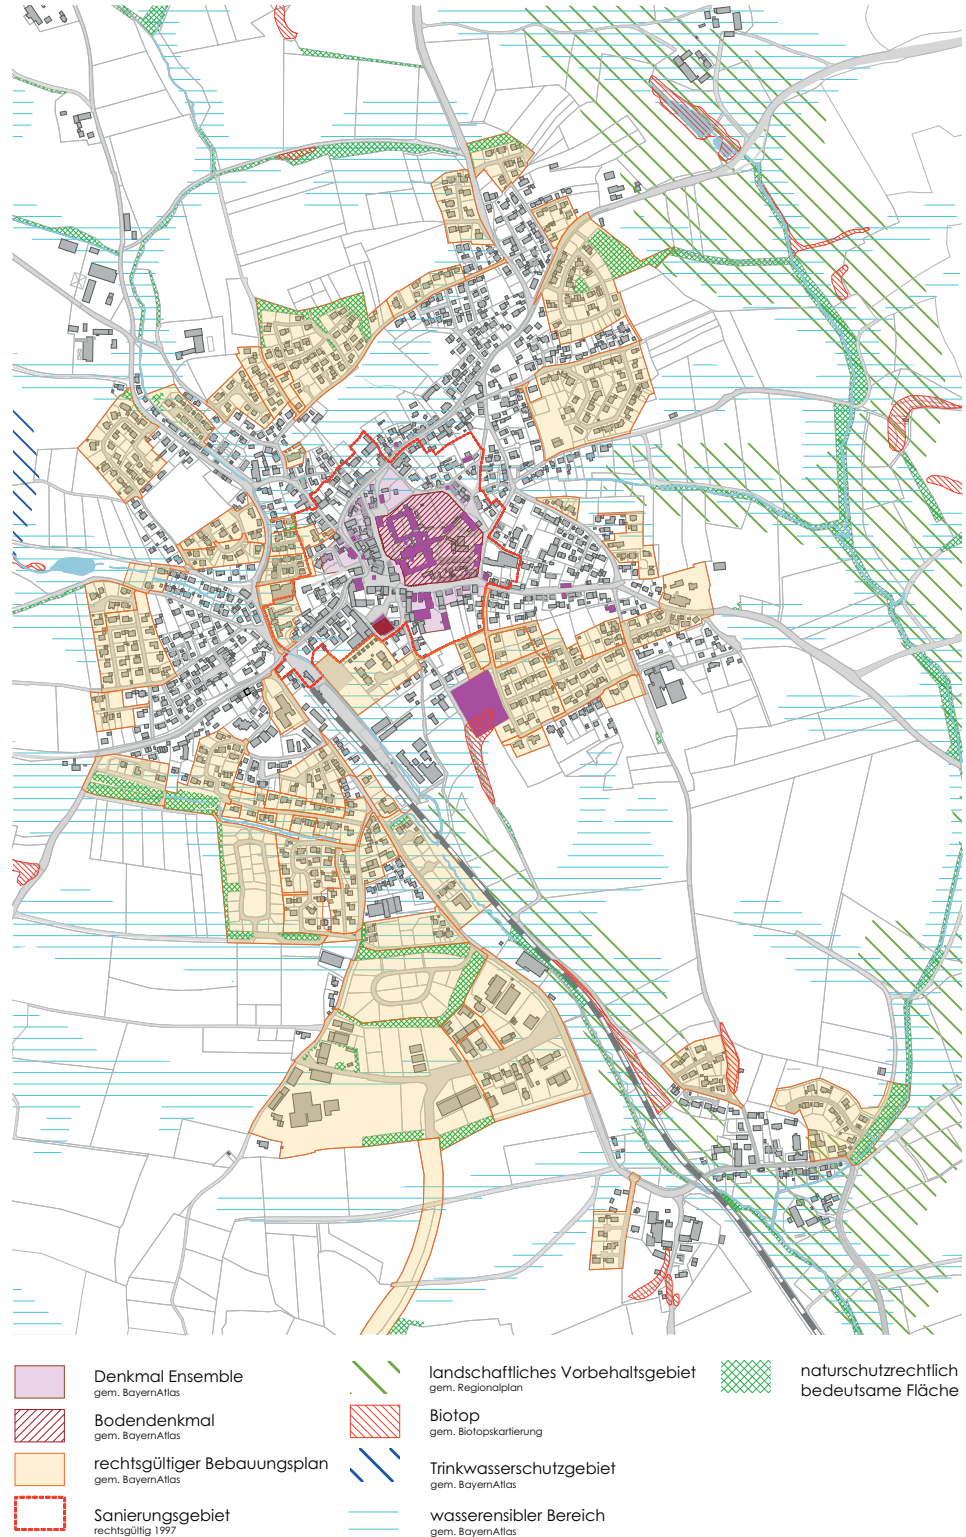 Denkmal Ensemble
gem. BayernAtlas
Bodendenkmal
gem. BayernAtlas
rechtsgültiger Bebauungsplan
gem. BayernAtlas
Sanierungsgebiet
rechtsgültig 1997
landschaftliches Vorbehaltsgebiet
gem. Regionalplan
Biotop
gem. Biotopskartierung
Trinkwasserschutzgebiet
gem. BayernAtlas
wasserensibler Bereich
gem. BayernAtlas
naturschutzrechtlich
bedeutsame Fläche